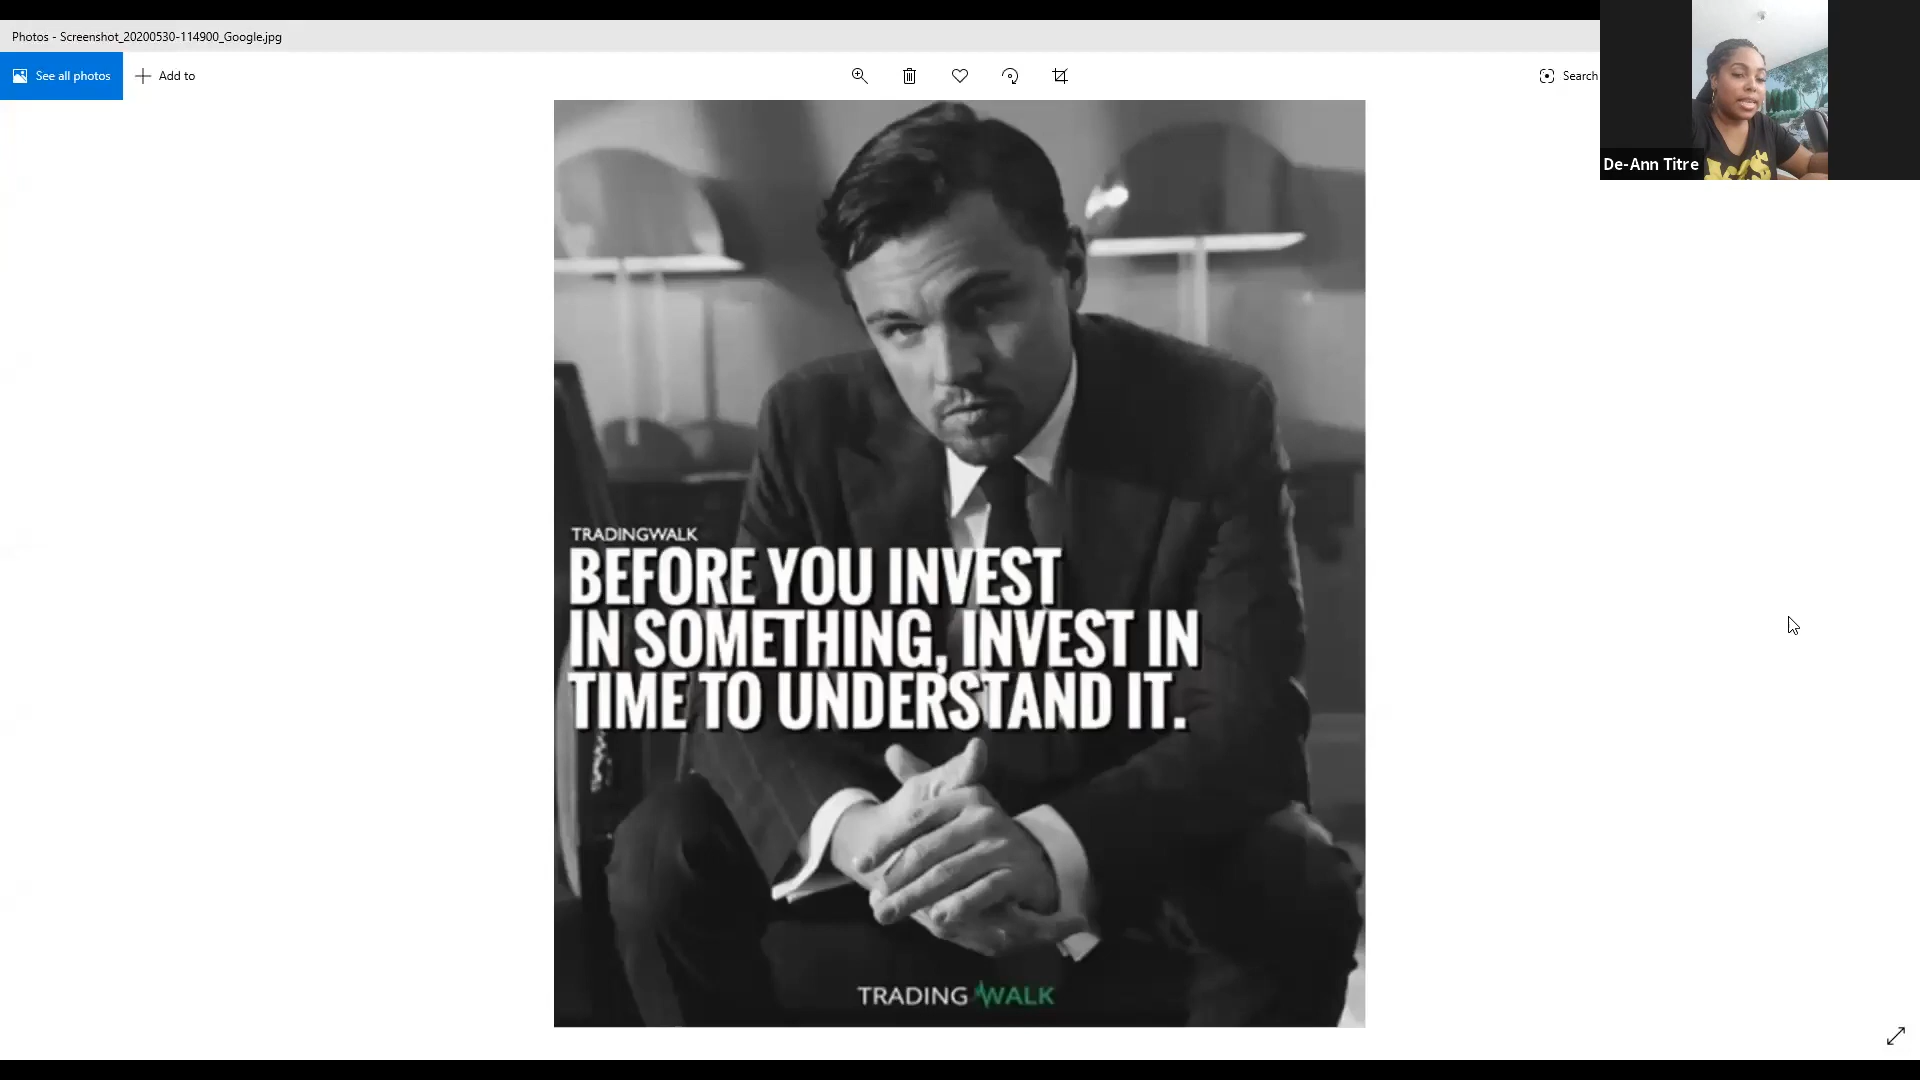 Photos - Screenshot_20200530-114900_Google.jpg
See all photos
Add to
Search
De-Ann Titre
TRADINGWALK
BEFORE YOU INVEST
IN SOMETHING, INVEST IN
TIME TO UNDERSTAND IT.
TRADING WALK